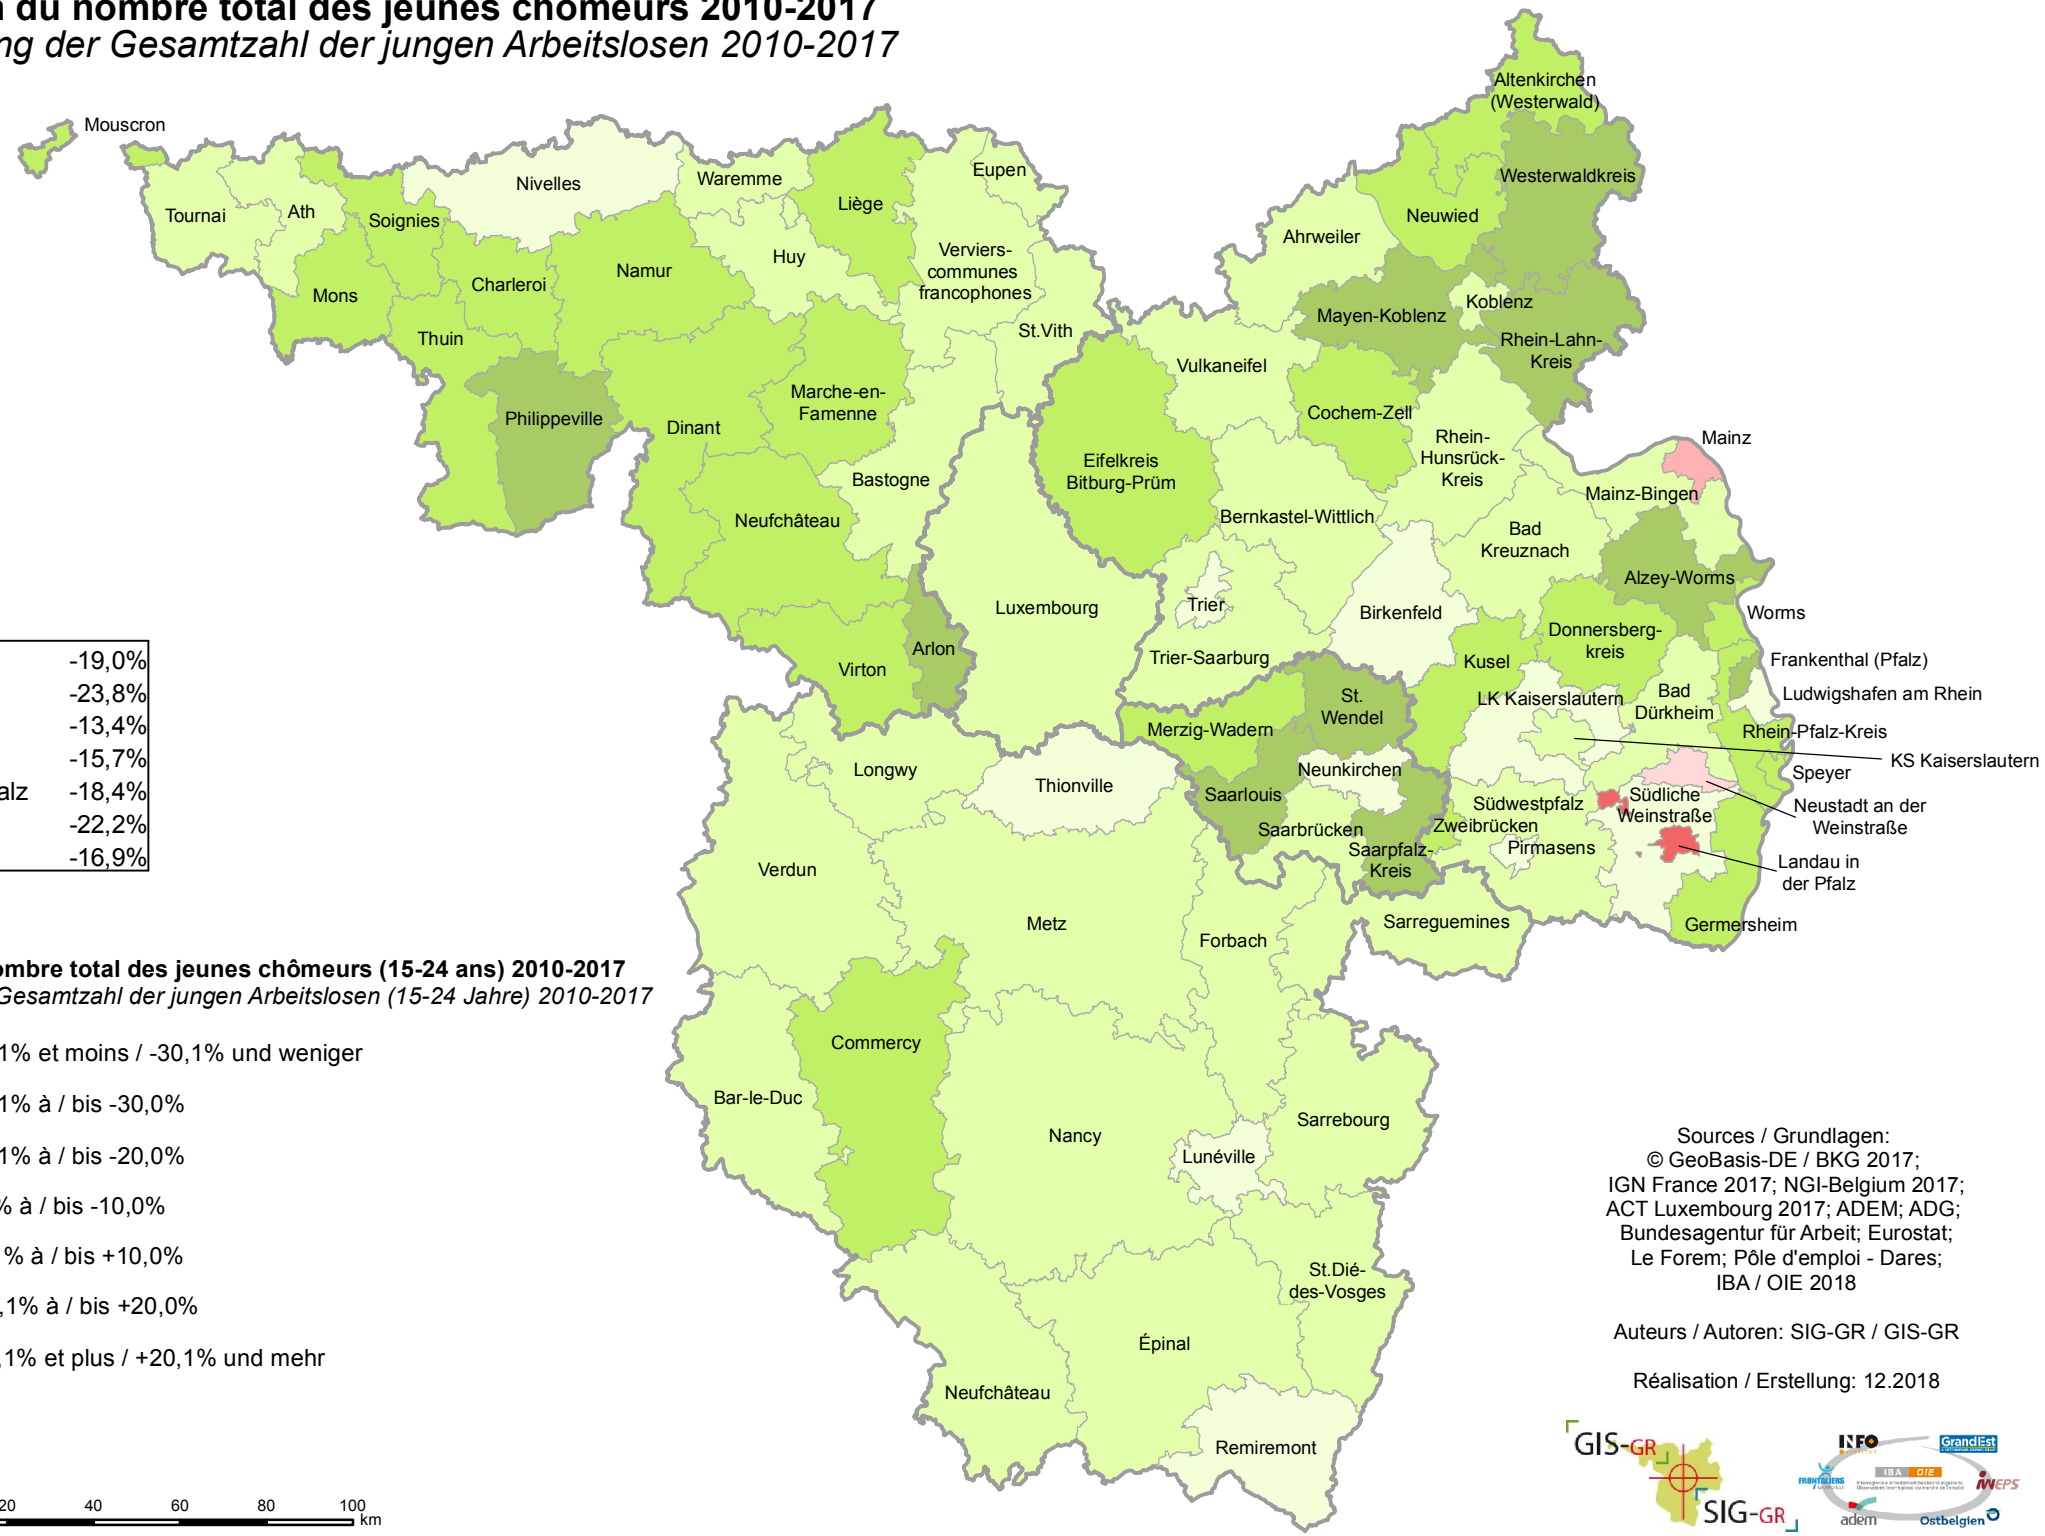 du nombre total des jeunes chômeurs 2010-2017
ng der Gesamtzahl der jungen Arbeitslosen 2010-2017
Mouscron
Tournai
Ath
Soignies
Nivelles
Waremme
Liège
Eupen
Mons
Charleroi
Namur
Huy
Verviers-
communes
francophones
St.Vith
Thuin
Philippeville
Dinant
Marche-en-
Famenne
Bastogne
Neufchâteau
Virton
Arlon
Luxembourg
Altenkirchen
(Westerwald)
Westerwaldkreis
Neuwied
Ahrweiler
Koblenz
Mayen-Koblenz
Rhein-Lahn-
Kreis
Vulkaneifel
Cochem-Zell
Eifelkreis
Bitburg-Prüm
Rhein-
Hunsrück-
Kreis
Mainz
Mainz-Bingen
Bernkastel-Wittlich
Bad
Kreuznach
Alzey-Worms
Worms
Trier
Birkenfeld
Donnersberg-
kreis
Trier-Saarburg
Kusel
Frankenthal (Pfalz)
Ludwigshafen am Rhein
LK Kaiserslautern
Bad
Dürkheim
Rhein-Pfalz-Kreis
KS Kaiserslautern
Speyer
Neustadt an der
Weinstraße
Merzig-Wadern
St.
Wendel
Neunkirchen
Saarlouis
Saarbrücken
Saarpfalz-
Kreis
Südwestpfalz
Zweibrücken
Pirmasens
Südliche
Weinstraße
Landau in
der Pfalz
Germersheim
Longwy
Thionville
Verdun
Metz
Forbach
Sarreguemines
Commercy
Bar-le-Duc
Nancy
Lunéville
Sarrebourg
St.Dié-
des-Vosges
Épinal
Neufchâteau
Remiremont
-19,0%
-23,8%
-13,4%
-15,7%
alz -18,4%
-22,2%
-16,9%
ombre total des jeunes chômeurs (15-24 ans) 2010-2017
Gesamtzahl der jungen Arbeitslosen (15-24 Jahre) 2010-2017
1% et moins / -30,1% und weniger
1% à / bis -30,0%
1% à / bis -20,0%
% à / bis -10,0%
% à / bis +10,0%
,1% à / bis +20,0%
,1% et plus / +20,1% und mehr
20 40 60 80 100
km
Sources / Grundlagen:
© GeoBasis-DE / BKG 2017;
IGN France 2017; NGI-Belgium 2017;
ACT Luxembourg 2017; ADEM; ADG;
Bundesagentur für Arbeit; Eurostat;
Le Forem; Pôle d'emploi - Dares;
IBA / OIE 2018
Auteurs / Autoren: SIG-GR / GIS-GR
Réalisation / Erstellung: 12.2018
GIS-GR
SIG-GR
INFO
GrandEst
FRONTALIERS
IBA OIE
IWEPS
adem
Ostbelgien